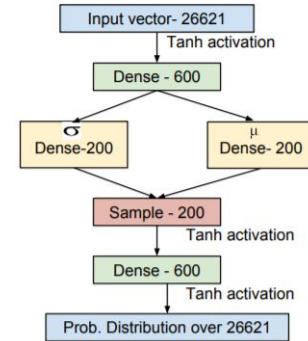 Input vector- 26621
Tanh activation
Dense - 600
σ
Dense-200
μ
Dense- 200
Sample - 200
Tanh activation
Dense - 600
Tanh activation
Prob. Distribution over 26621